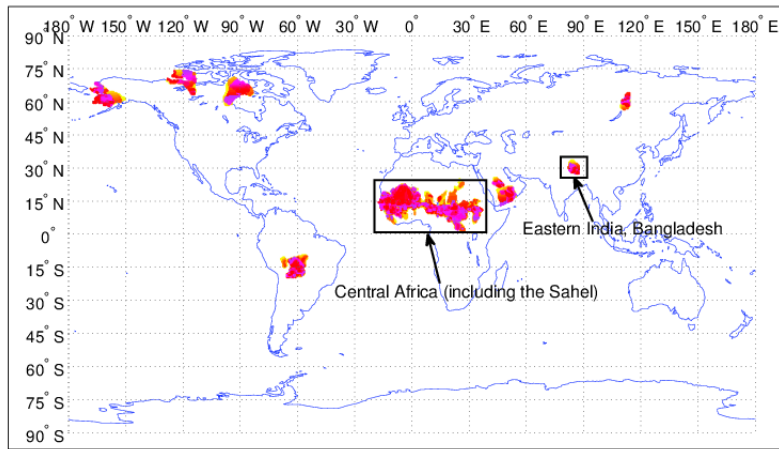 180° W 150° W 120° W 90° W 60° W 30° W 0° 30° E 60° E 90° E 120° E 150° E 180° E
90° N
75° N
60° N
45° N
30° N
15° N
Eastern India, Bangladesh
0°
15° S
Central Africa (including the Sahel)
30° S
45° S
60° S
75° S
90° S